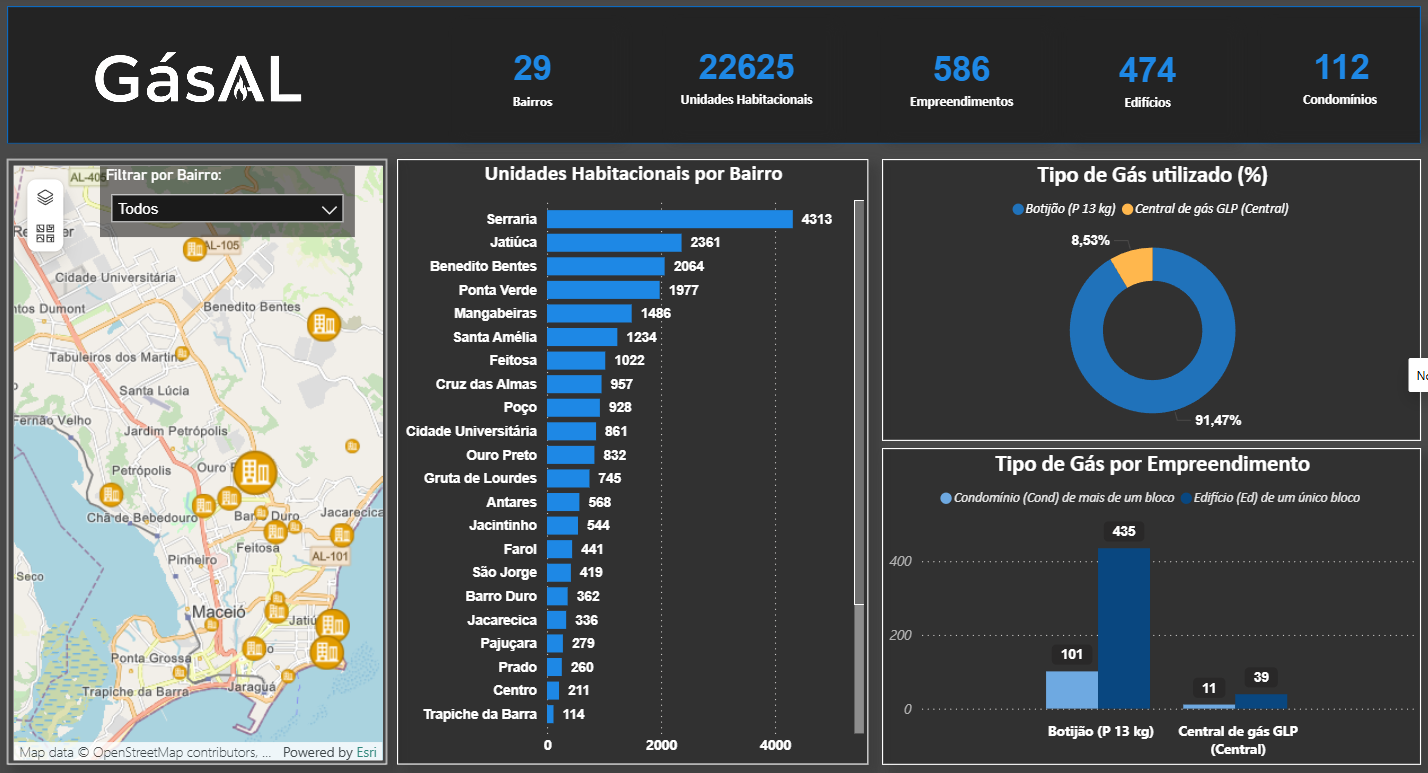 GásAL
29
Bairros
22625
Unidades Habitacionais
586
Empreendimentos
474
Edifícios
112
Condomínios
Filtrar por Bairro:
Todos
AL-405
AL-105
Cidade Universitária
Benedito Bentes
Dumont
Tabuleiros dos Martins
Santa Lúcia
Fernão Velho
Jardim Petrópolis
Petrópolis
Ouro
Chã de Bebedouro
Barro Duro
Jacarecica
Feitosa
AL-101
Pinheiro
Seco
Maceió
Ponta Grossa
Trapiche da Barra
Jaraguá
Map data © OpenStreetMap contributors, ...
Powered by Esri
Unidades Habitacionais por Bairro
Serraria 4313
Jatiúca 2361
Benedito Bentes 2064
Ponta Verde 1977
Mangabeiras 1486
Santa Amélia 1234
Feitosa 1022
Cruz das Almas 957
Poço 928
Cidade Universitária 861
Ouro Preto 832
Gruta de Lourdes 745
Antares 568
Jacintinho 544
Farol 441
São Jorge 419
Barro Duro 362
Jacarecica 336
Pajuçara 279
Prado 260
Centro 211
Trapiche da Barra 114
0 2000 4000
Tipo de Gás utilizado (%)
Botijão (P 13 kg) Central de gás GLP (Central)
8,53%
91,47%
Tipo de Gás por Empreendimento
Condomínio (Cond) de mais de um bloco Edifício (Ed) de um único bloco
435
400
200
101
39
11
0
Botijão (P 13 kg)
Central de gás GLP
(Central)